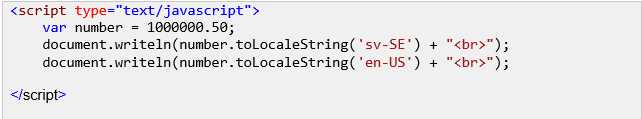 <script type="text/javascript">
var number = 1000000.50;
document.writeln(number.toLocaleString('sv-SE') + "<br>");
document.writeln(number.toLocaleString('en-US') + "<br>");
</script>